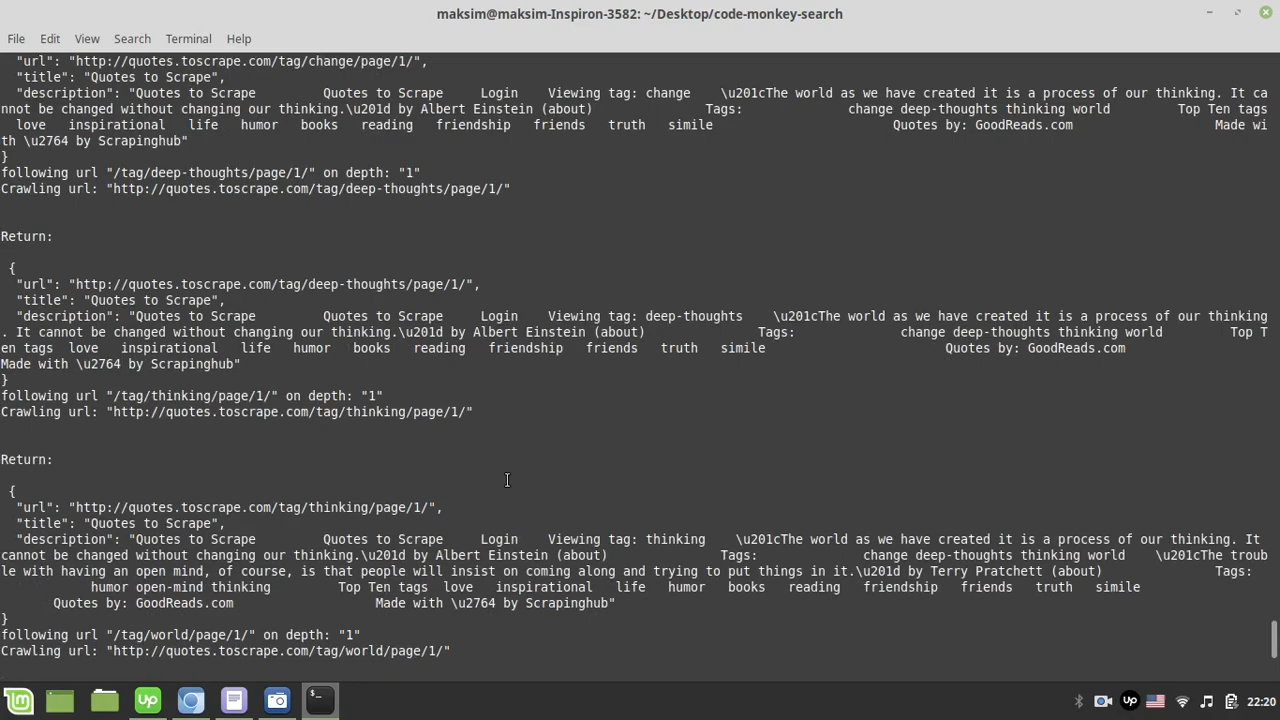 maksim@maksim-Inspiron-3582: ~/Desktop/code-monkey-search
File Edit View Search Terminal Help
"url": "http://quotes.toscrape.com/tag/change/page/1/",
"title": "Quotes to Scrape",
"description": "Quotes to Scrape Quotes to Scrape Login Viewing tag: change \u201cThe world as we have created it is a process of our thinking. It ca
nnot be changed without changing our thinking.\u201d by Albert Einstein (about) Tags: change deep-thoughts thinking world Top Ten tags
love inspirational life humor books reading friendship friends truth simile Quotes by: GoodReads.com Made wi
th \u2764 by Scrapinghub"
}
following url "/tag/deep-thoughts/page/1/" on depth: "1"
Crawling url: "http://quotes.toscrape.com/tag/deep-thoughts/page/1/"
Return:
{
"url": "http://quotes.toscrape.com/tag/deep-thoughts/page/1/",
"title": "Quotes to Scrape",
"description": "Quotes to Scrape Quotes to Scrape Login Viewing tag: deep-thoughts \u201cThe world as we have created it is a process of our thinking
. It cannot be changed without changing our thinking.\u201d by Albert Einstein (about) Tags: change deep-thoughts thinking world Top T
en tags love inspirational life humor books reading friendship friends truth simile Quotes by: GoodReads.com
Made with \u2764 by Scrapinghub"
}
following url "/tag/thinking/page/1/" on depth: "1"
Crawling url: "http://quotes.toscrape.com/tag/thinking/page/1/"
Return:
{
"url": "http://quotes.toscrape.com/tag/thinking/page/1/",
"title": "Quotes to Scrape",
"description": "Quotes to Scrape Quotes to Scrape Login Viewing tag: thinking \u201cThe world as we have created it is a process of our thinking. It
cannot be changed without changing our thinking.\u201d by Albert Einstein (about) Tags: change deep-thoughts thinking world \u201cThe troub
le with having an open mind, of course, is that people will insist on coming along and trying to put things in it.\u201d by Terry Pratchett (about) Tags:
humor open-mind thinking Top Ten tags love inspirational life humor books reading friendship friends truth simile
Quotes by: GoodReads.com Made with \u2764 by Scrapinghub"
}
following url "/tag/world/page/1/" on depth: "1"
Crawling url: "http://quotes.toscrape.com/tag/world/page/1/"
up $_ up 22:20